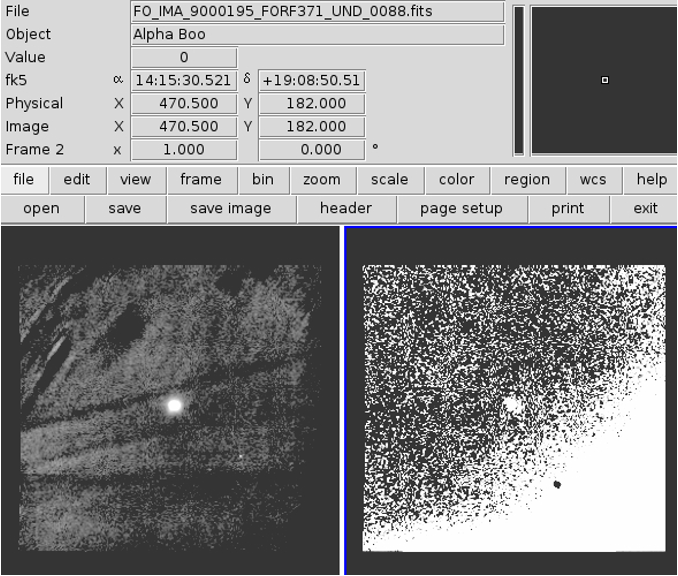 File FO_IMA_9000195_FORF371_UND_0088.fits
Object Alpha Boo
Value 0
fk5 α 14:15:30.521 δ +19:08:50.51
Physical X 470.500 Y 182.000
Image X 470.500 Y 182.000
Frame 2 x 1.000 0.000 °
file edit view frame bin zoom scale color region wcs help
open save save image header page setup print exit